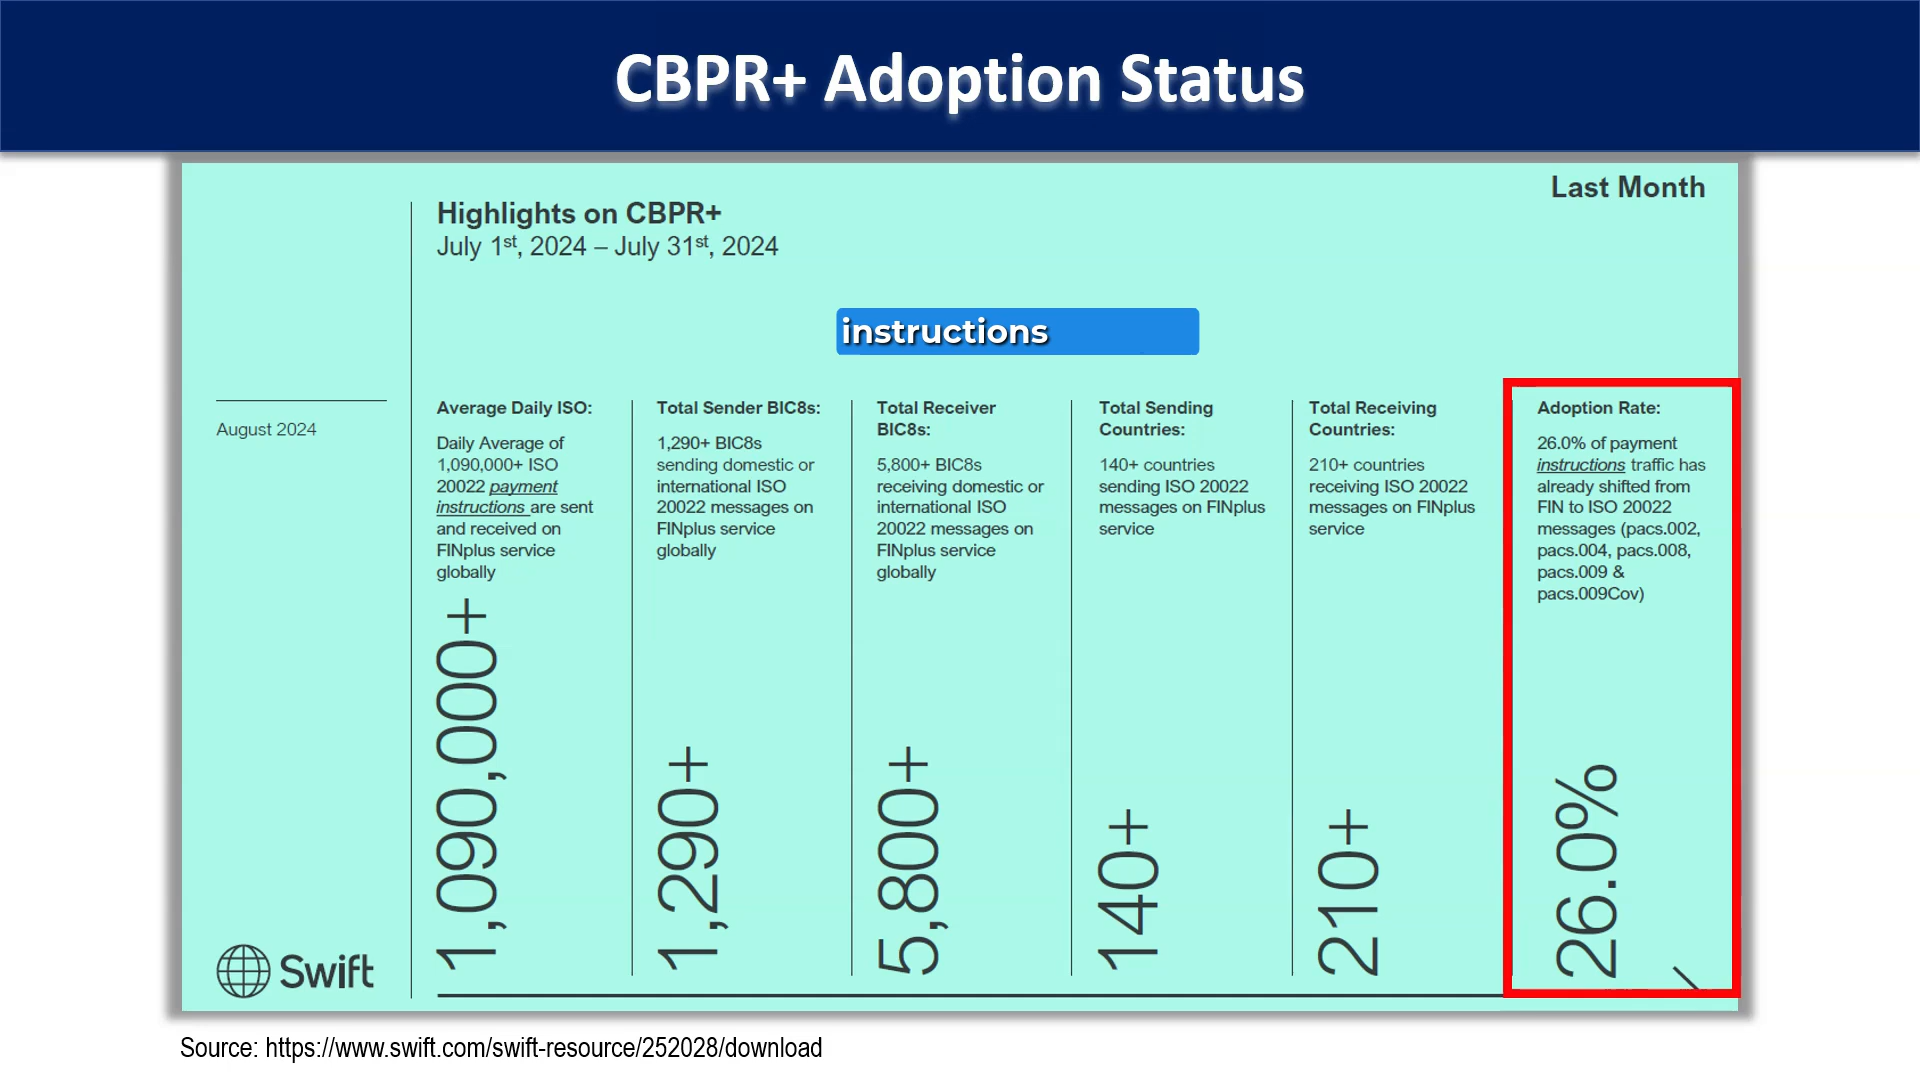 CBPR+ Adoption Status
Last Month
Highlights on CBPR+
July 1st, 2024 – July 31st, 2024
instructions
August 2024
Average Daily ISO:
Daily Average of
1,090,000+ ISO
20022 payment
instructions are sent
and received on
FINplus service
globally
1,090,000+
Total Sender BIC8s:
1,290+ BIC8s
sending domestic or
international ISO
20022 messages on
FINplus service
globally
1,290+
Total Receiver
BIC8s:
5,800+ BIC8s
receiving domestic or
international ISO
20022 messages on
FINplus service
globally
5,800+
Total Sending
Countries:
140+ countries
sending ISO 20022
messages on FINplus
service
140+
Total Receiving
Countries:
210+ countries
receiving ISO 20022
messages on FINplus
service
210+
Adoption Rate:
26.0% of payment
instructions traffic has
already shifted from
FIN to ISO 20022
messages (pacs.002,
pacs.004, pacs.008,
pacs.009 &
pacs.009Cov)
26.0%
Swift
Source: https://www.swift.com/swift-resource/252028/download